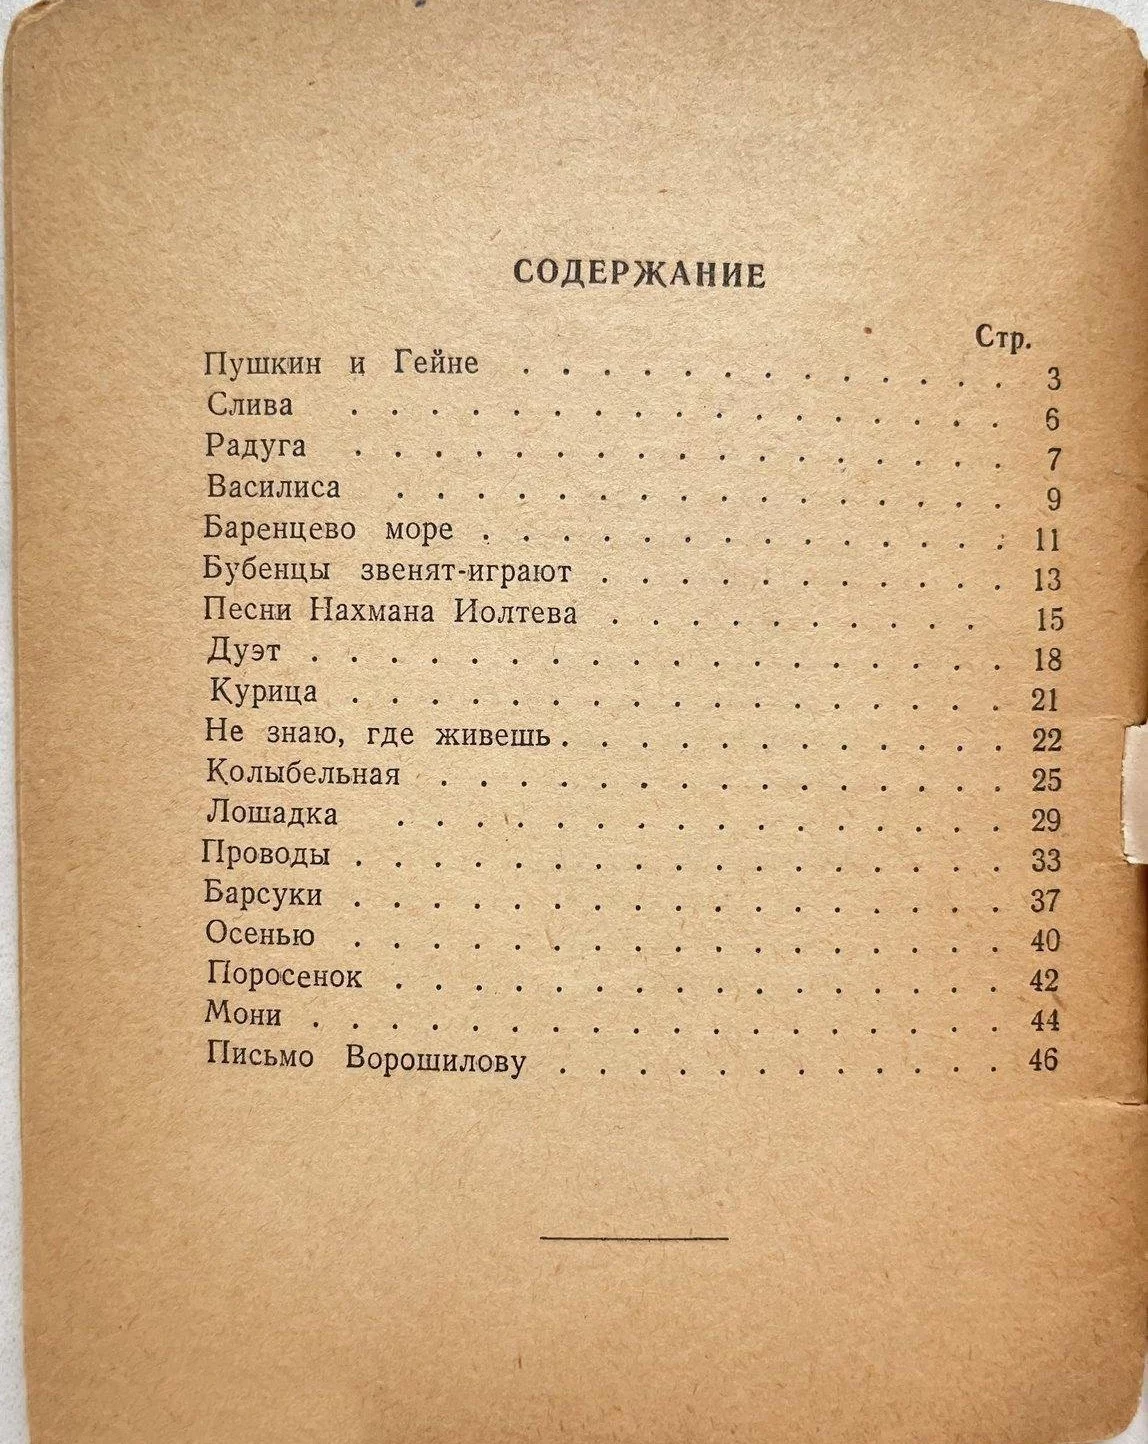 СОДЕРЖАНИЕ
Стр.
Пушкин и Гейне . . . . . . . . . . . . . 3
Слива . . . . . . . . . . . . . . . . . 6
Радуга . . . . . . . . . . . . . . . . . 7
Василиса . . . . . . . . . . . . . . . . 9
Баренцево море . . . . . . . . . . . . . . 11
Бубенцы звенят-играют . . . . . . . . . . . 13
Песни Нахмана Иолтева . . . . . . . . . . 15
Дуэт . . . . . . . . . . . . . . . . . . 18
Курица . . . . . . . . . . . . . . . . . 21
Не знаю, где живешь . . . . . . . . . . . . 22
Колыбельная . . . . . . . . . . . . . . . 25
Лошадка . . . . . . . . . . . . . . . . 29
Проводы . . . . . . . . . . . . . . . . . 33
Барсуки . . . . . . . . . . . . . . . . . 37
Осенью . . . . . . . . . . . . . . . . . 40
Поросенок . . . . . . . . . . . . . . . . 42
Мони . . . . . . . . . . . . . . . . . . 44
Письмо Ворошилову . . . . . . . . . . . . 46